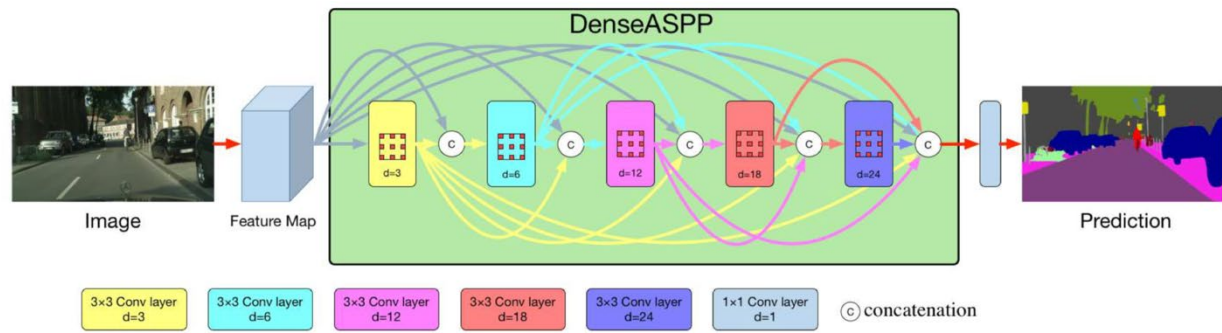 DenseASPP
C
C
C
C
C
d=3
d=6
d=12
d=18
d=24
Image
Feature Map
Prediction
3×3 Conv layer
d=3
3×3 Conv layer
d=6
3×3 Conv layer
d=12
3×3 Conv layer
d=18
3×3 Conv layer
d=24
1×1 Conv layer
d=1
C concatenation